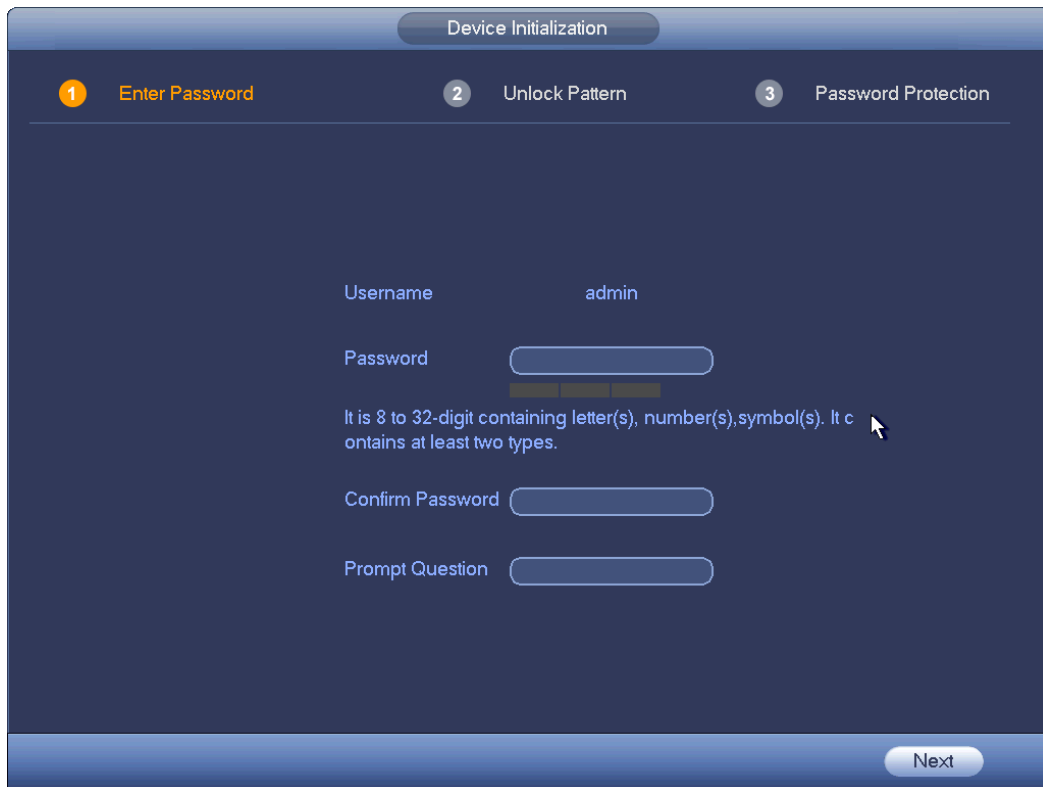 Device Initialization
1 Enter Password 2 Unlock Pattern 3 Password Protection
Username admin
Password
It is 8 to 32-digit containing letter(s), number(s),symbol(s). It c
ontains at least two types.
Confirm Password
Prompt Question
Next